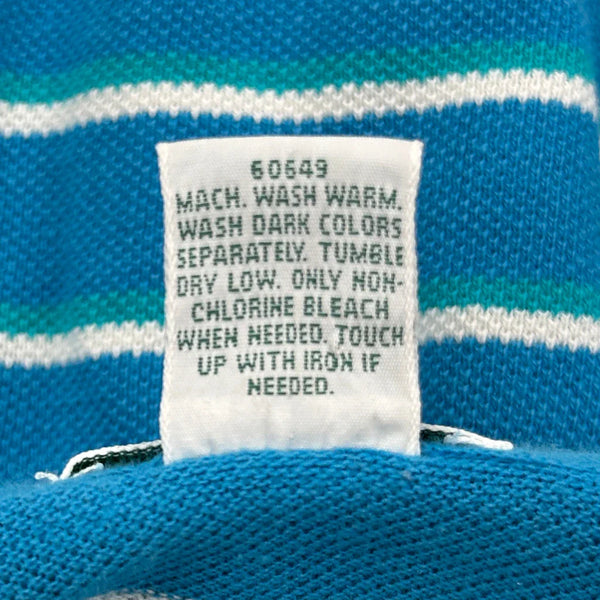 60649
MACH. WASH WARM.
WASH DARK COLORS
SEPARATELY. TUMBLE
DRY LOW. ONLY NON-
CHLORINE BLEACH
WHEN NEEDED. TOUCH
UP WITH IRON IF
NEEDED.